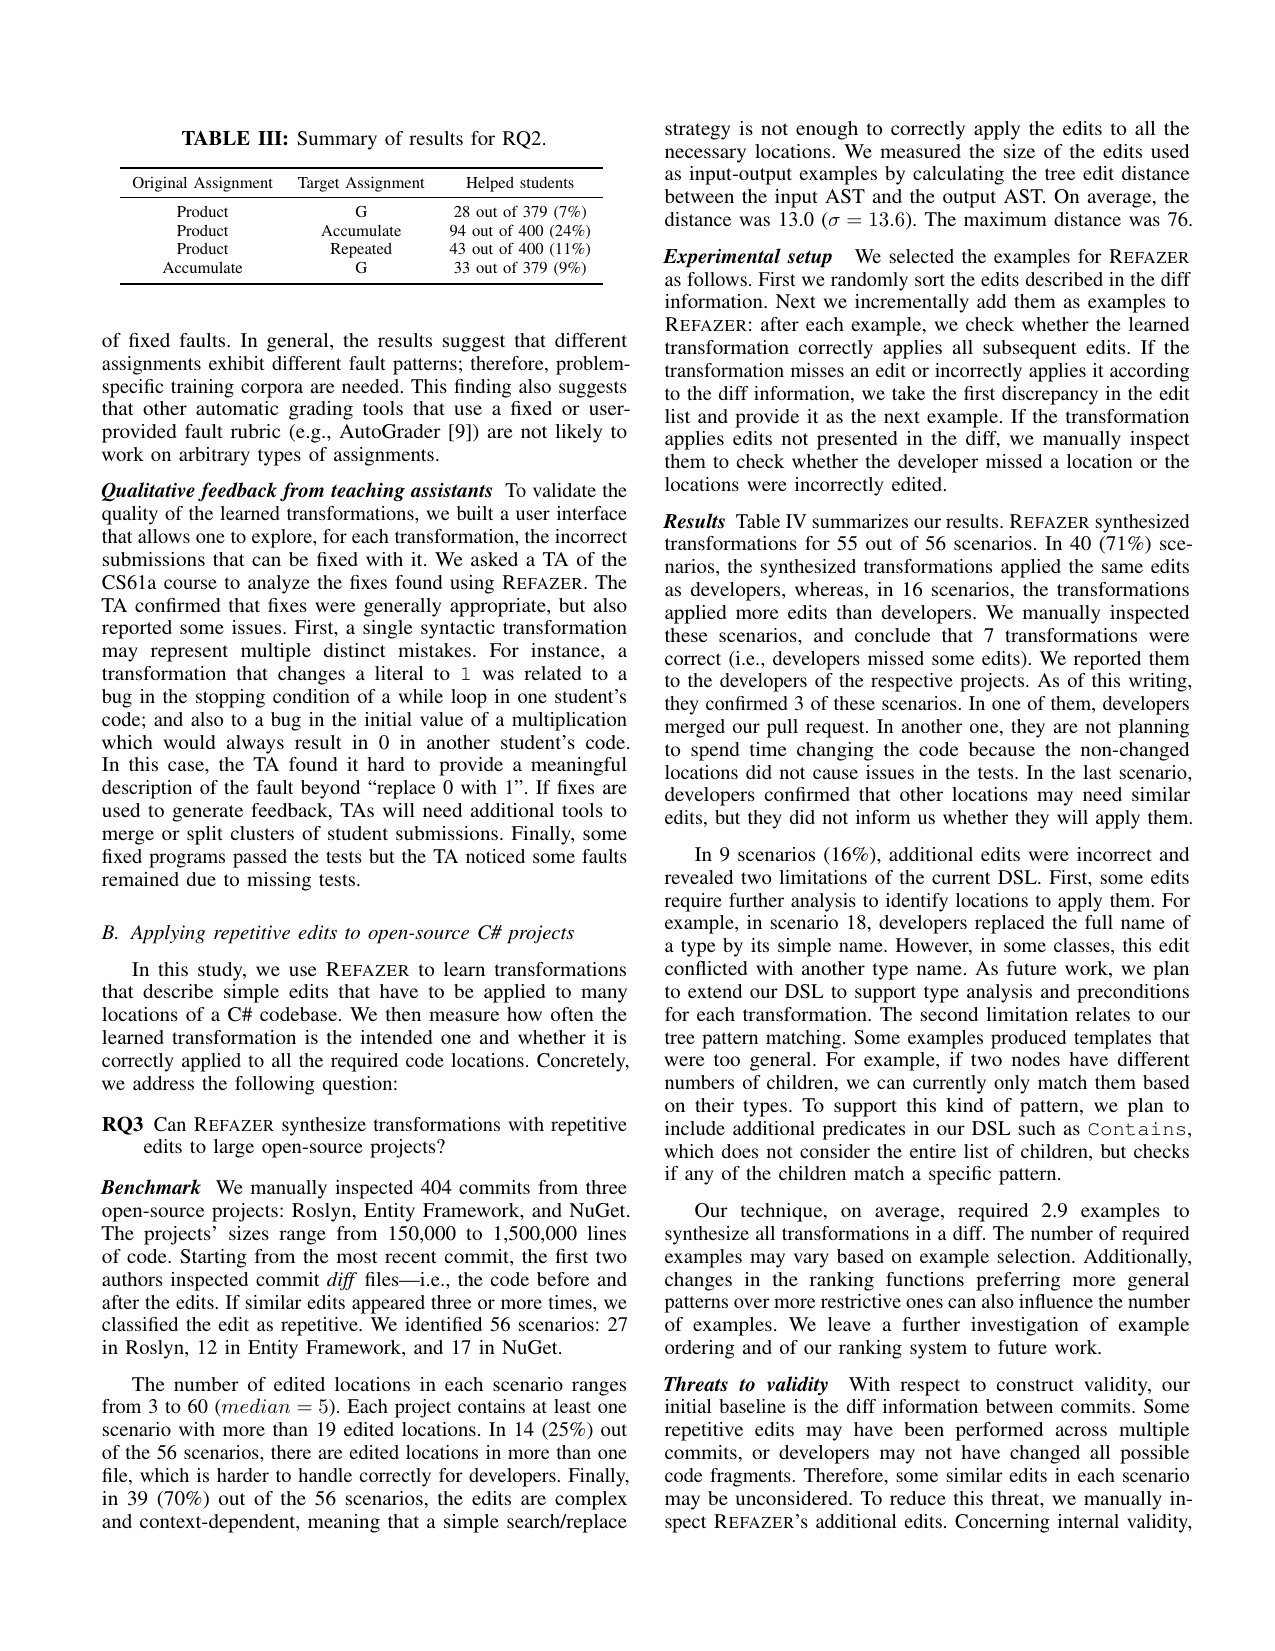 TABLE III: Summary of results for RQ2.
Original Assignment Target Assignment Helped students
Product G 28 out of 379 (7%)
Product Accumulate 94 out of 400 (24%)
Product Repeated 43 out of 400 (11%)
Accumulate G 33 out of 379 (9%)
of fixed faults. In general, the results suggest that different
assignments exhibit different fault patterns; therefore, problem-
specific training corpora are needed. This finding also suggests
that other automatic grading tools that use a fixed or user-
provided fault rubric (e.g., AutoGrader [9]) are not likely to
work on arbitrary types of assignments.
Qualitative feedback from teaching assistants To validate the
quality of the learned transformations, we built a user interface
that allows one to explore, for each transformation, the incorrect
submissions that can be fixed with it. We asked a TA of the
CS61a course to analyze the fixes found using REFAZER. The
TA confirmed that fixes were generally appropriate, but also
reported some issues. First, a single syntactic transformation
may represent multiple distinct mistakes. For instance, a
transformation that changes a literal to 1 was related to a
bug in the stopping condition of a while loop in one student's
code; and also to a bug in the initial value of a multiplication
which would always result in 0 in another student's code.
In this case, the TA found it hard to provide a meaningful
description of the fault beyond “replace 0 with 1”. If fixes are
used to generate feedback, TAs will need additional tools to
merge or split clusters of student submissions. Finally, some
fixed programs passed the tests but the TA noticed some faults
remained due to missing tests.
B. Applying repetitive edits to open-source C# projects
In this study, we use REFAZER to learn transformations
that describe simple edits that have to be applied to many
locations of a C# codebase. We then measure how often the
learned transformation is the intended one and whether it is
correctly applied to all the required code locations. Concretely,
we address the following question:
RQ3 Can REFAZER synthesize transformations with repetitive
edits to large open-source projects?
Benchmark We manually inspected 404 commits from three
open-source projects: Roslyn, Entity Framework, and NuGet.
The projects' sizes range from 150,000 to 1,500,000 lines
of code. Starting from the most recent commit, the first two
authors inspected commit diff files—i.e., the code before and
after the edits. If similar edits appeared three or more times, we
classified the edit as repetitive. We identified 56 scenarios: 27
in Roslyn, 12 in Entity Framework, and 17 in NuGet.
The number of edited locations in each scenario ranges
from 3 to 60 (median = 5). Each project contains at least one
scenario with more than 19 edited locations. In 14 (25%) out
of the 56 scenarios, there are edited locations in more than one
file, which is harder to handle correctly for developers. Finally,
in 39 (70%) out of the 56 scenarios, the edits are complex
and context-dependent, meaning that a simple search/replace
strategy is not enough to correctly apply the edits to all the
necessary locations. We measured the size of the edits used
as input-output examples by calculating the tree edit distance
between the input AST and the output AST. On average, the
distance was 13.0 (σ = 13.6). The maximum distance was 76.
Experimental setup We selected the examples for REFAZER
as follows. First we randomly sort the edits described in the diff
information. Next we incrementally add them as examples to
REFAZER: after each example, we check whether the learned
transformation correctly applies all subsequent edits. If the
transformation misses an edit or incorrectly applies it according
to the diff information, we take the first discrepancy in the edit
list and provide it as the next example. If the transformation
applies edits not presented in the diff, we manually inspect
them to check whether the developer missed a location or the
locations were incorrectly edited.
Results Table IV summarizes our results. REFAZER synthesized
transformations for 55 out of 56 scenarios. In 40 (71%) sce-
narios, the synthesized transformations applied the same edits
as developers, whereas, in 16 scenarios, the transformations
applied more edits than developers. We manually inspected
these scenarios, and conclude that 7 transformations were
correct (i.e., developers missed some edits). We reported them
to the developers of the respective projects. As of this writing,
they confirmed 3 of these scenarios. In one of them, developers
merged our pull request. In another one, they are not planning
to spend time changing the code because the non-changed
locations did not cause issues in the tests. In the last scenario,
developers confirmed that other locations may need similar
edits, but they did not inform us whether they will apply them.
In 9 scenarios (16%), additional edits were incorrect and
revealed two limitations of the current DSL. First, some edits
require further analysis to identify locations to apply them. For
example, in scenario 18, developers replaced the full name of
a type by its simple name. However, in some classes, this edit
conflicted with another type name. As future work, we plan
to extend our DSL to support type analysis and preconditions
for each transformation. The second limitation relates to our
tree pattern matching. Some examples produced templates that
were too general. For example, if two nodes have different
numbers of children, we can currently only match them based
on their types. To support this kind of pattern, we plan to
include additional predicates in our DSL such as Contains,
which does not consider the entire list of children, but checks
if any of the children match a specific pattern.
Our technique, on average, required 2.9 examples to
synthesize all transformations in a diff. The number of required
examples may vary based on example selection. Additionally,
changes in the ranking functions preferring more general
patterns over more restrictive ones can also influence the number
of examples. We leave a further investigation of example
ordering and of our ranking system to future work.
Threats to validity With respect to construct validity, our
initial baseline is the diff information between commits. Some
repetitive edits may have been performed across multiple
commits, or developers may not have changed all possible
code fragments. Therefore, some similar edits in each scenario
may be unconsidered. To reduce this threat, we manually in-
spect REFAZER's additional edits. Concerning internal validity,